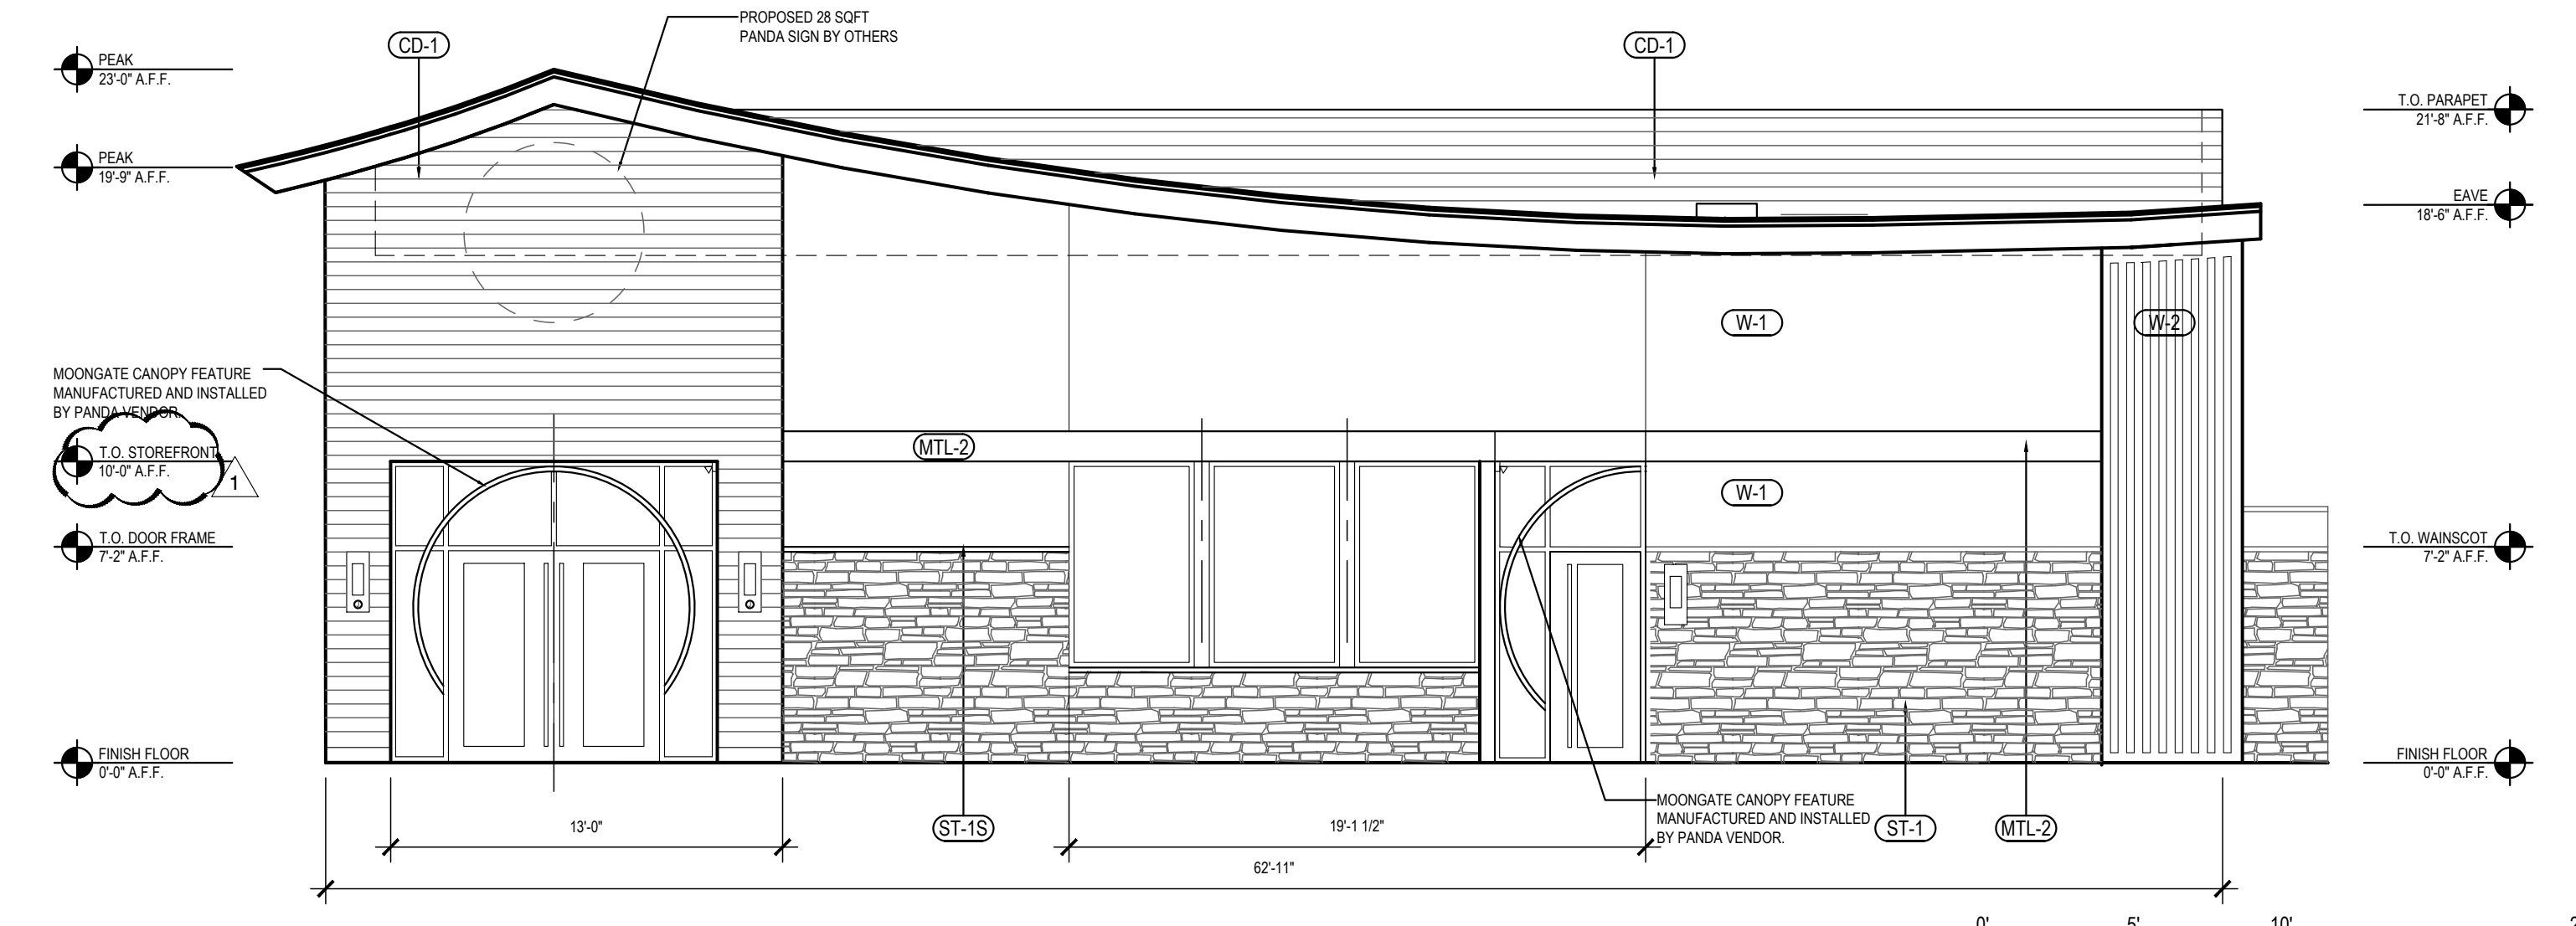 PROPOSED 28 SQFT
PANDA SIGN BY OTHERS
CD-1
CD-1
PEAK
23'-0" A.F.F.
T.O. PARAPET
21'-8" A.F.F.
PEAK
19'-9" A.F.F.
EAVE
18'-6" A.F.F.
W-1
W-2
MOONGATE CANOPY FEATURE
MANUFACTURED AND INSTALLED
BY PANDA VENDOR.
T.O. STOREFRONT
10'-0" A.F.F.
1
MTL-2
W-1
T.O. DOOR FRAME
7'-2" A.F.F.
T.O. WAINSCOT
7'-2" A.F.F.
FINISH FLOOR
0'-0" A.F.F.
FINISH FLOOR
0'-0" A.F.F.
13'-0"
ST-1S
19'-1 1/2"
MOONGATE CANOPY FEATURE
MANUFACTURED AND INSTALLED
BY PANDA VENDOR.
ST-1
MTL-2
62'-11"
0' 5' 10'